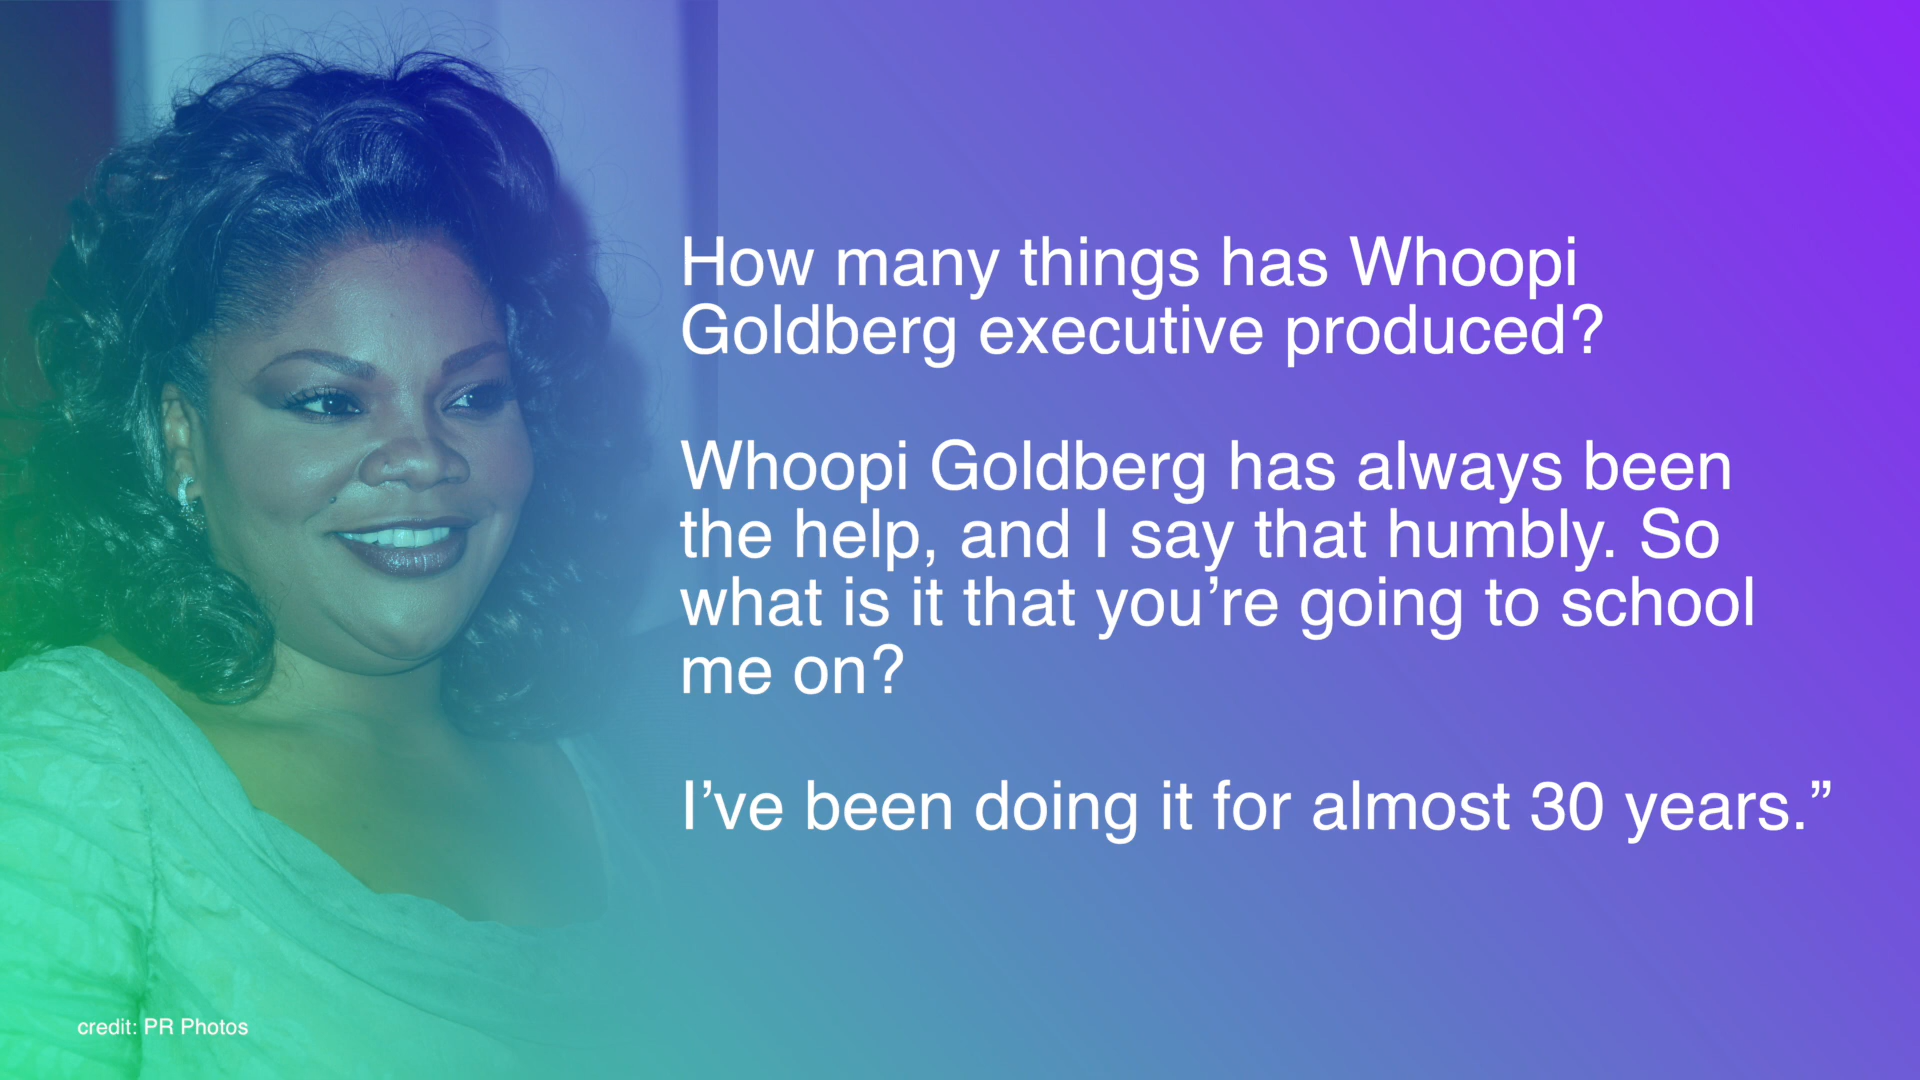 How many things has Whoopi
Goldberg executive produced?
Whoopi Goldberg has always been
the help, and I say that humbly. So
what is it that you’re going to school
me on?
I’ve been doing it for almost 30 years.”
credit: PR Photos